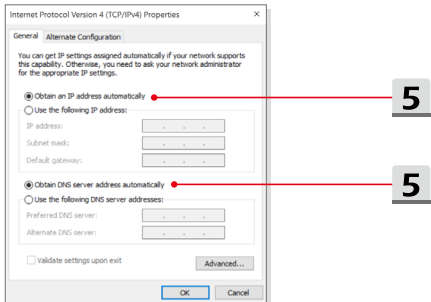 Internet Protocol Version 4 (TCP/IPv4) Properties
General
Alternate Configuration
You can get IP settings assigned automatically if your network supports
this capability. Otherwise, you need to ask your network administrator
for the appropriate IP settings.
Obtain an IP address automatically
5
Use the following IP address:
IP address:
Subnet mask:
Default gateway:
Obtain DNS server address automatically
5
Use the following DNS server addresses:
Preferred DNS server:
Alternate DNS server:
Validate settings upon exit
Advanced...
OK
Cancel